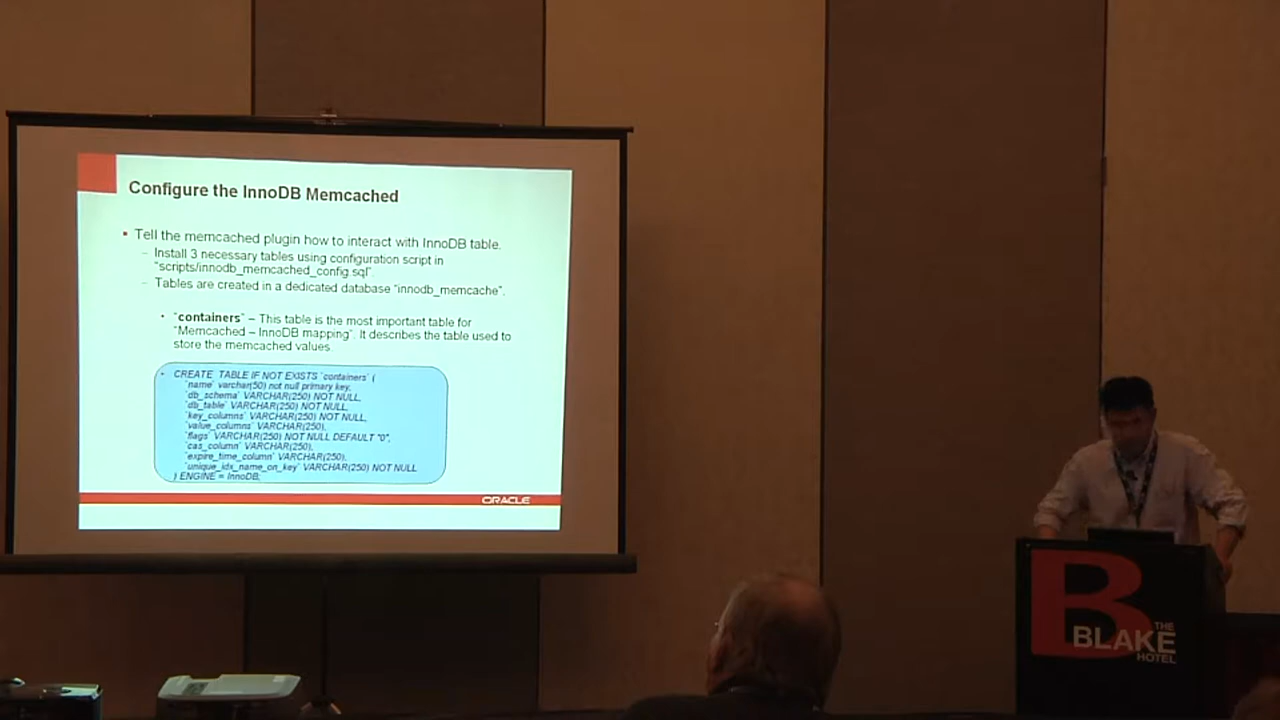 Configure the InnoDB Memcached
• Tell the memcached plugin how to interact with InnoDB table.
– Install 3 necessary tables using configuration script in
"scripts/innodb_memcached_config.sql".
– Tables are created in a dedicated database "innodb_memcache".
• "containers" – This table is the most important table for
"Memcached – InnoDB mapping". It describes the table used to
store the memcached values.
• CREATE TABLE IF NOT EXISTS `containers` (
`name` varchar(50) not null primary key,
`db_schema` VARCHAR(250) NOT NULL,
`db_table` VARCHAR(250) NOT NULL,
`key_columns` VARCHAR(250) NOT NULL,
`value_columns` VARCHAR(250),
`flags` VARCHAR(250) NOT NULL DEFAULT "0",
`cas_column` VARCHAR(250),
`expire_time_column` VARCHAR(250),
`unique_idx_name_on_key` VARCHAR(250) NOT NULL
) ENGINE = InnoDB;
ORACLE
B
THE
BLAKE
HOTEL